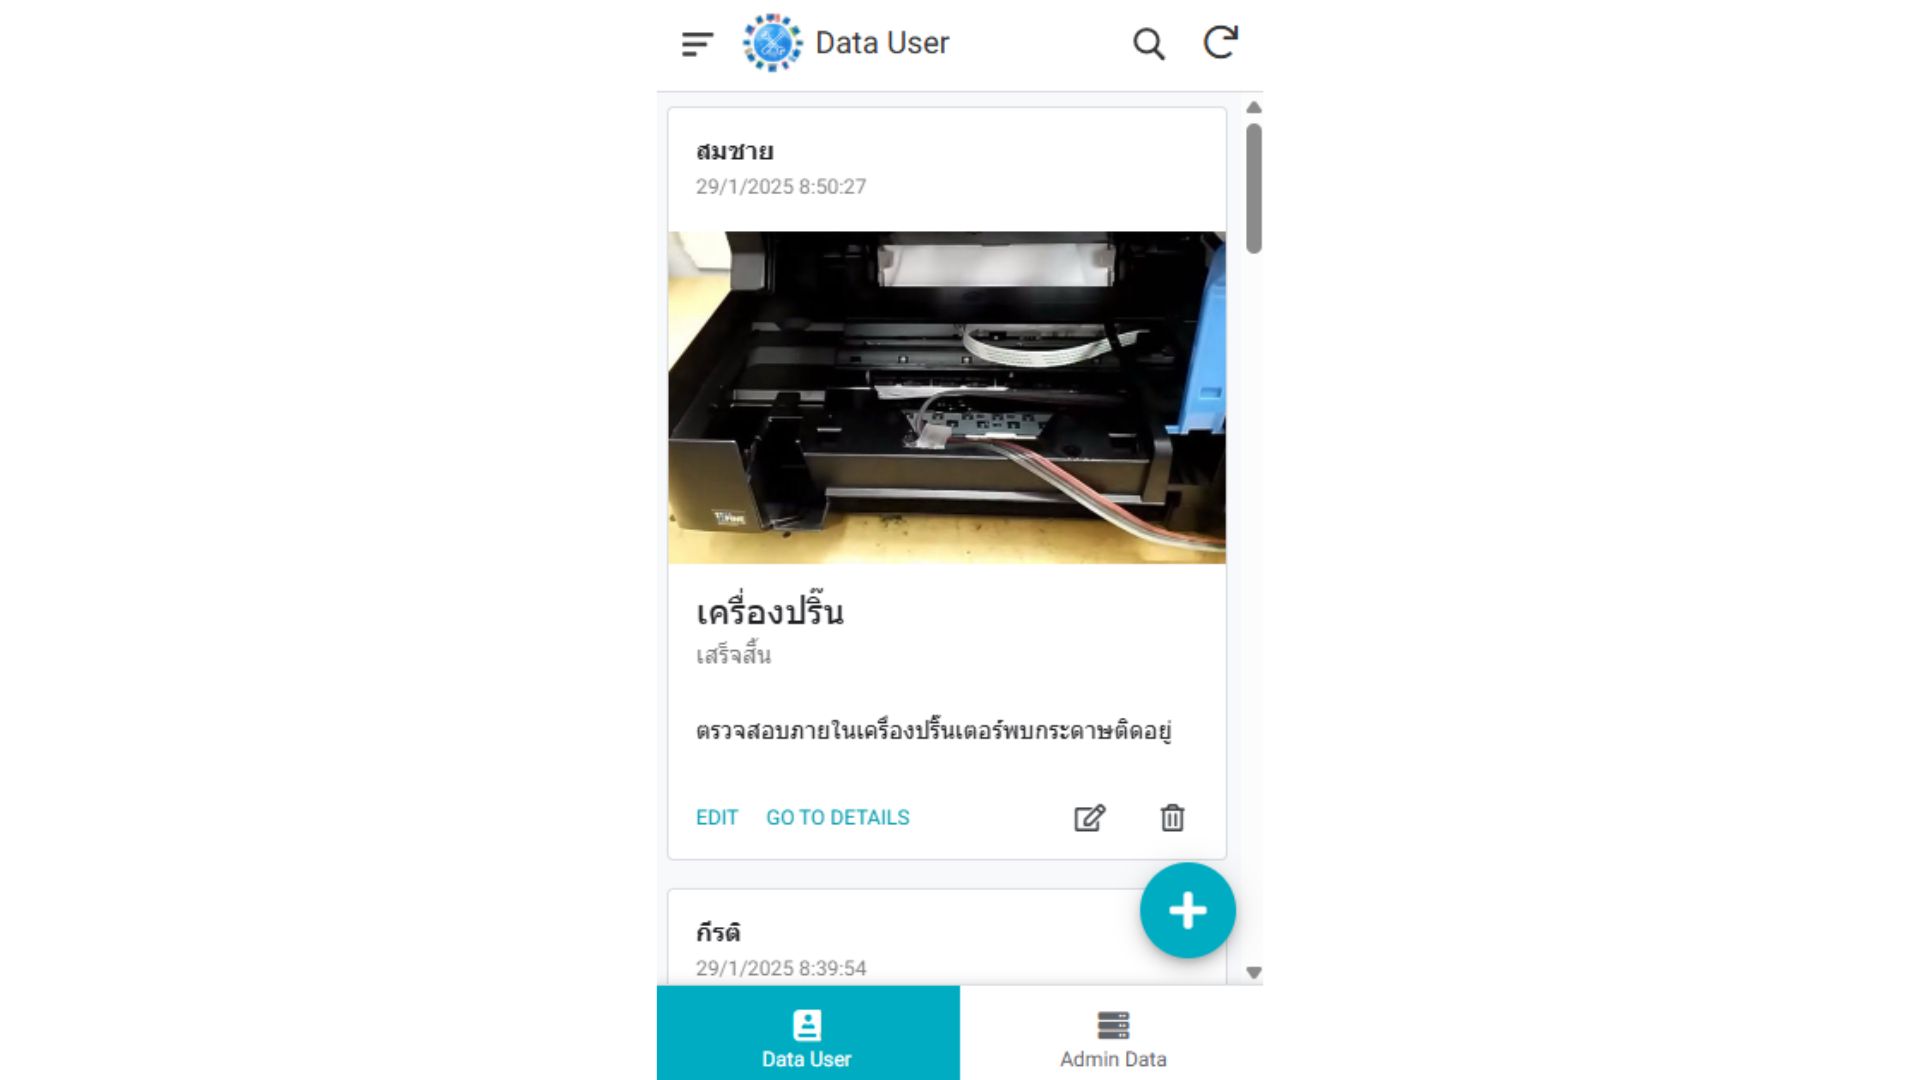 Data User
สมชาย
29/1/2025 8:50:27
เครื่องปริ๊น
เสร็จสิ้น
ตรวจสอบภายในเครื่องปริ๊นเตอร์พบกระดาษติดอยู่
EDIT GO TO DETAILS
กีรติ
29/1/2025 8:39:54
Data User Admin Data